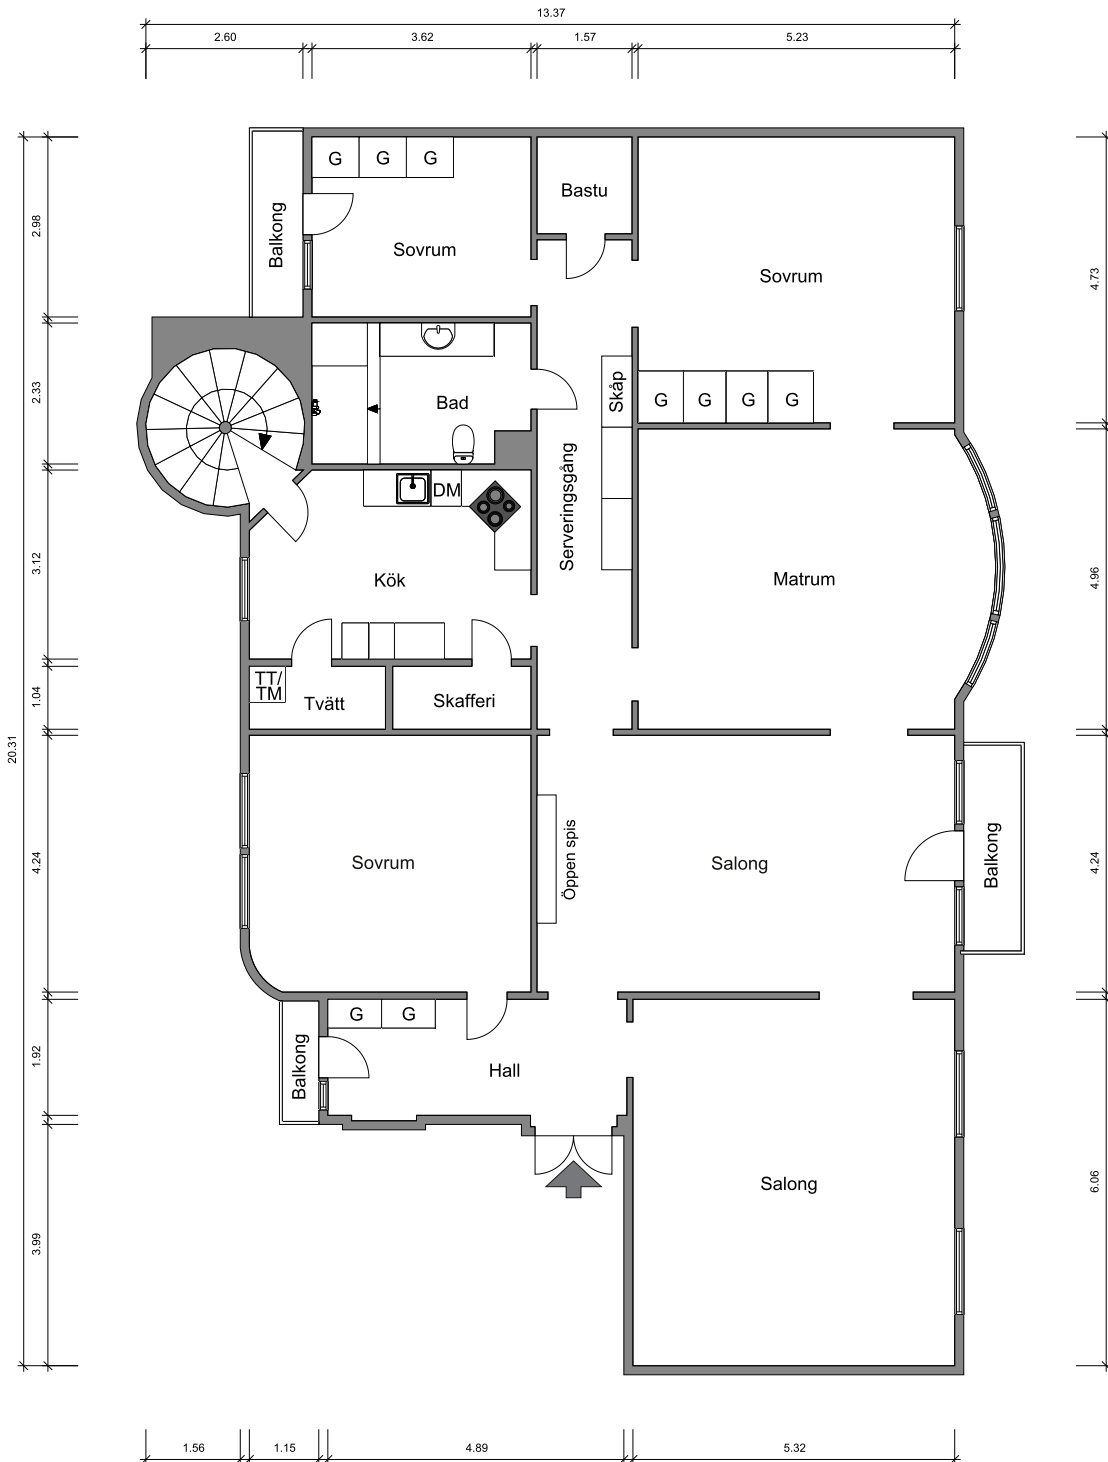 13.37
2.60
3.62
1.57
5.23
G G G
Bastu
Balkong
Sovrum
Sovrum
2.98
4.73
Bad
Skåp
G G G G
2.33
Serveringsgång
DM
Kök
Matrum
3.12
4.96
TT/
TM
Tvätt
Skafferi
1.04
20.31
Sovrum
Öppen spis
Salong
Balkong
4.24
4.24
G G
Balkong
Hall
1.92
Salong
6.06
3.99
1.56
1.15
4.89
5.32